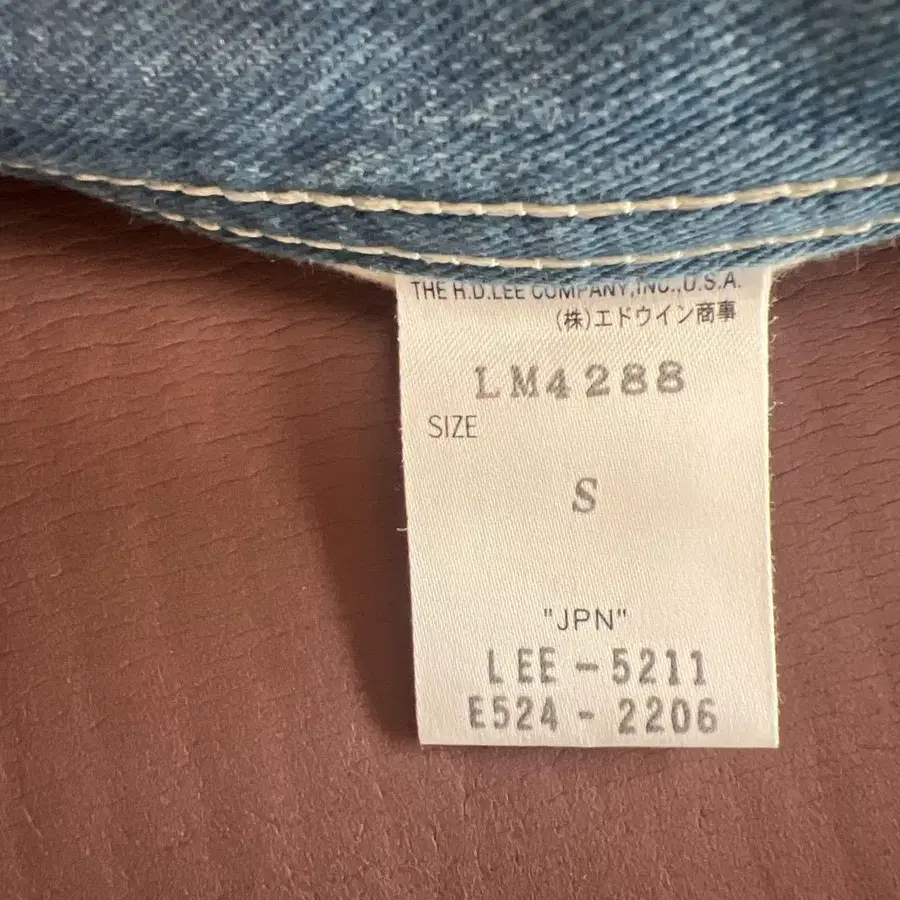 THE H.D.LEE COMPANY,INC.,U.S.A.
(株)エドウイン商事
LM4288
SIZE
S
"JPN"
LEE-5211
E524-2206